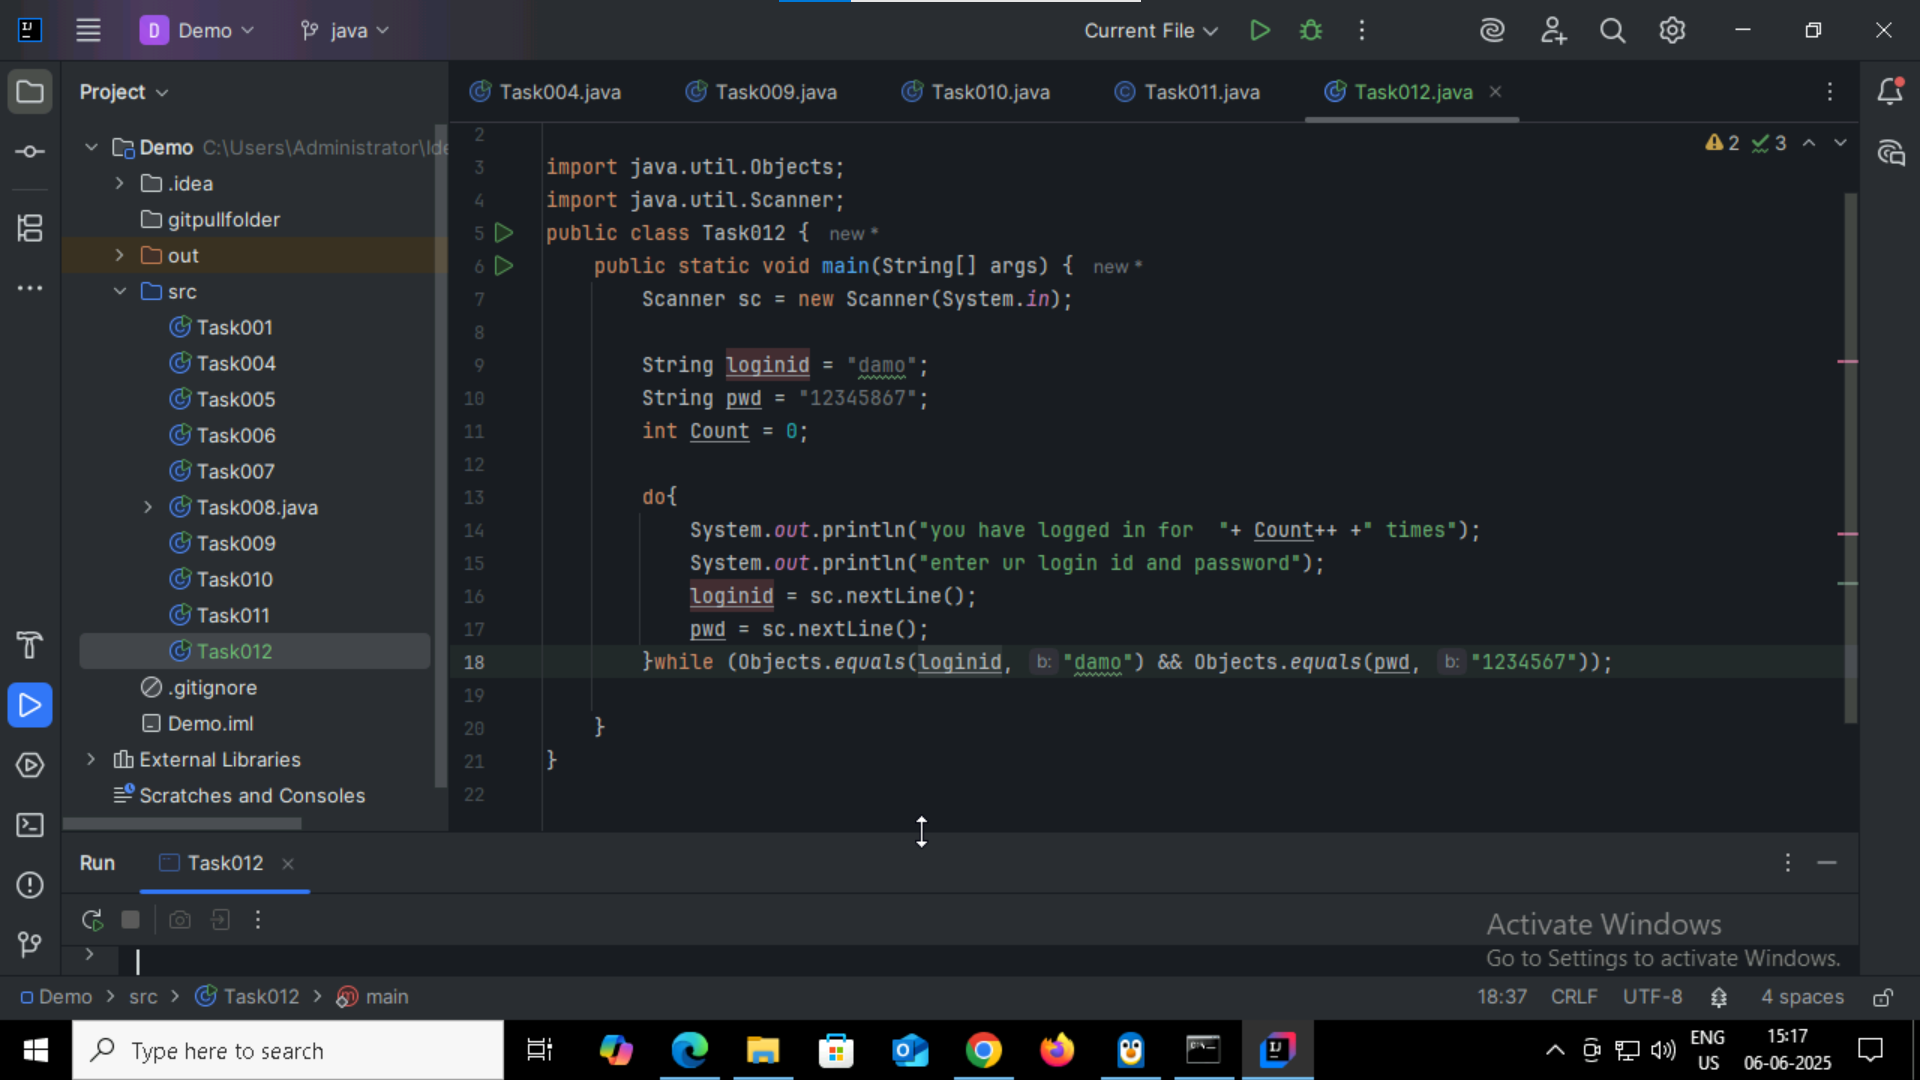 D Demo java Current File
Project Task004.java Task009.java Task010.java Task011.java Task012.java
Demo C:\Users\Administrator\Ide
.idea
gitpullfolder
out
src
Task001
Task004
Task005
Task006
Task007
Task008.java
Task009
Task010
Task011
Task012
.gitignore
Demo.iml
External Libraries
Scratches and Consoles
2 3
2
3 import java.util.Objects;
4 import java.util.Scanner;
5 public class Task012 { new *
6 public static void main(String[] args) { new *
7 Scanner sc = new Scanner(System.in);
8
9 String loginid = "damo";
10 String pwd = "12345867";
11 int Count = 0;
12
13 do{
14 System.out.println("you have logged in for  "+ Count++ +" times");
15 System.out.println("enter ur login id and password");
16 loginid = sc.nextLine();
17 pwd = sc.nextLine();
18 }while (Objects.equals(loginid, b: "damo") && Objects.equals(pwd, b: "1234567"));
19
20 }
21 }
22
Run Task012
Activate Windows
Go to Settings to activate Windows.
Demo > src > Task012 > main 18:37 CRLF UTF-8 4 spaces
Type here to search
ENG
US
15:17
06-06-2025